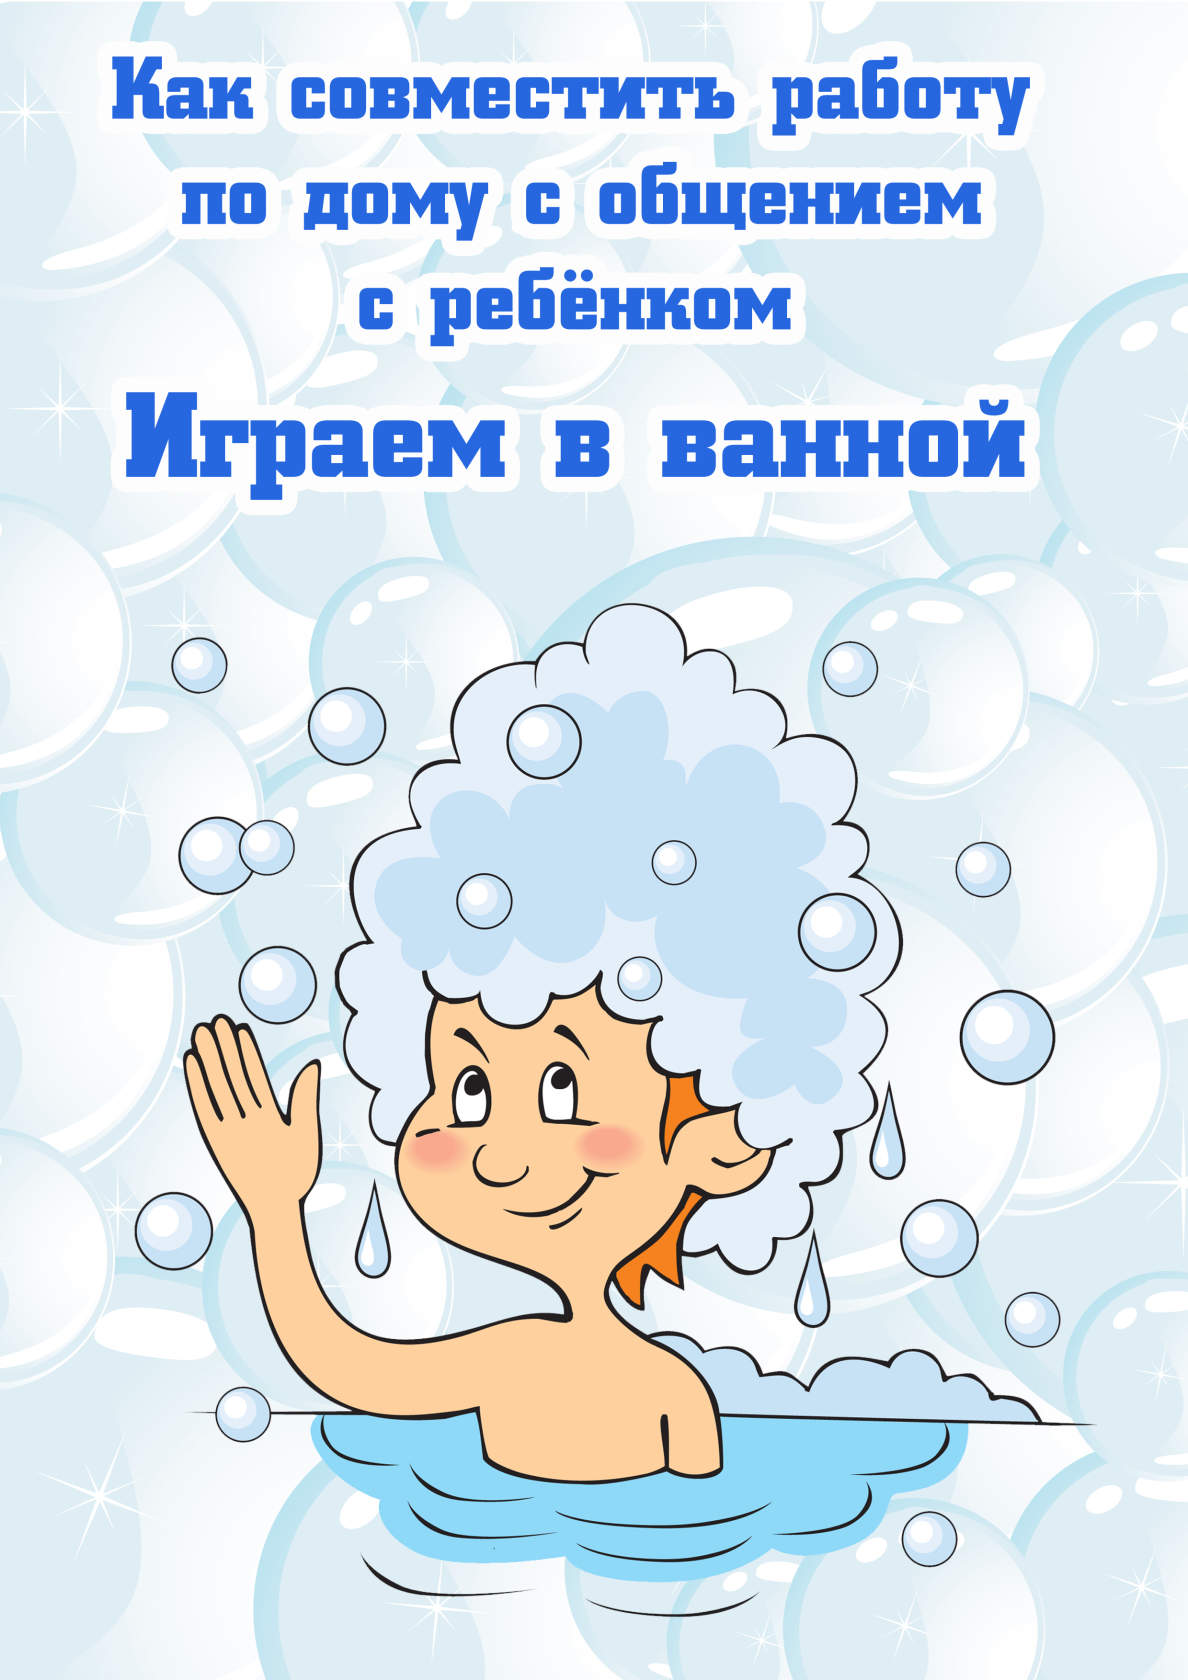 Как совместить работу
по дому с общением
с ребёнком
Играем в ванной